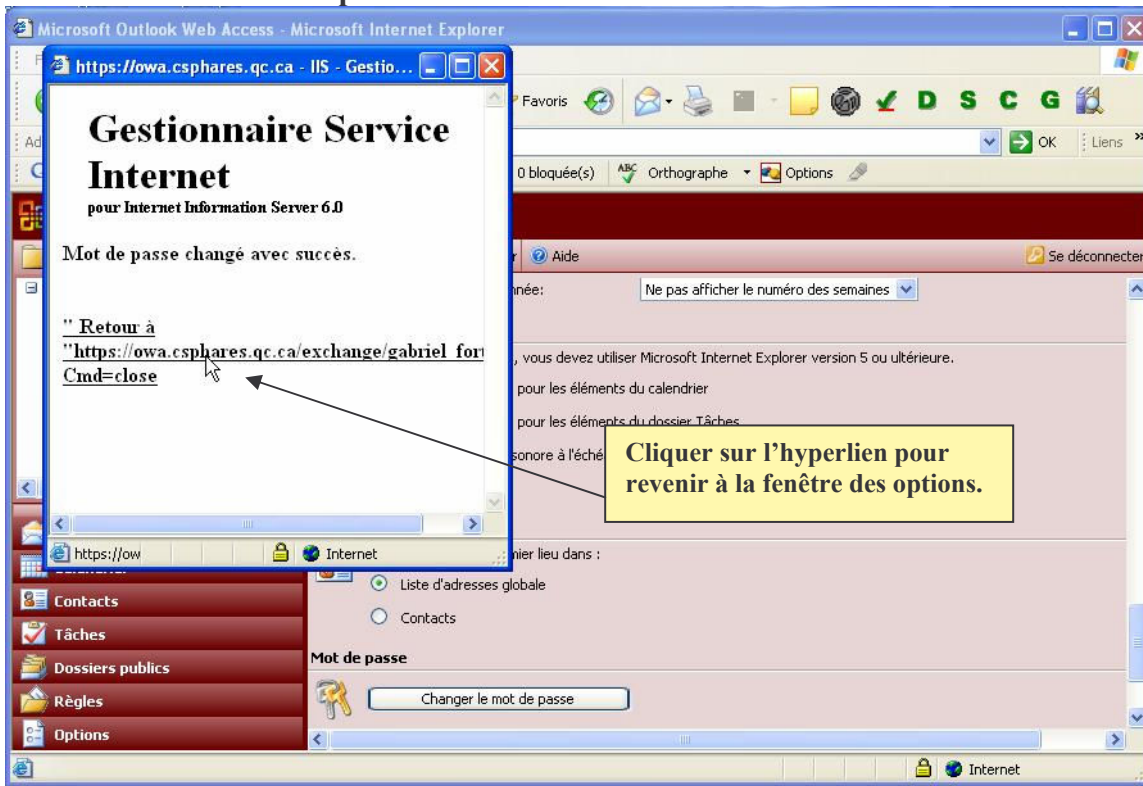 Microsoft Outlook Web Access - Microsoft Internet Explorer
https://owa.csphares.qc.ca - IIS - Gestio...
Favoris D S C G
OK Liens »
0 bloquée(s) ABC Orthographe Options
Gestionnaire Service
Internet
pour Internet Information Server 6.0
Mot de passe changé avec succès.
" Retour à
"https://owa.csphares.qc.ca/exchange/gabriel_fort
Cmd=close
https://ow Internet
Aide Se déconnecter
Ne pas afficher le numéro des semaines
, vous devez utiliser Microsoft Internet Explorer version 5 ou ultérieure.
pour les éléments du calendrier
pour les éléments du dossier Tâches
sonore à l'éché
Cliquer sur l'hyperlien pour
revenir à la fenêtre des options.
mier lieu dans :
Liste d'adresses globale
Contacts
Mot de passe
Changer le mot de passe
Contacts
Tâches
Dossiers publics
Règles
Options
Internet